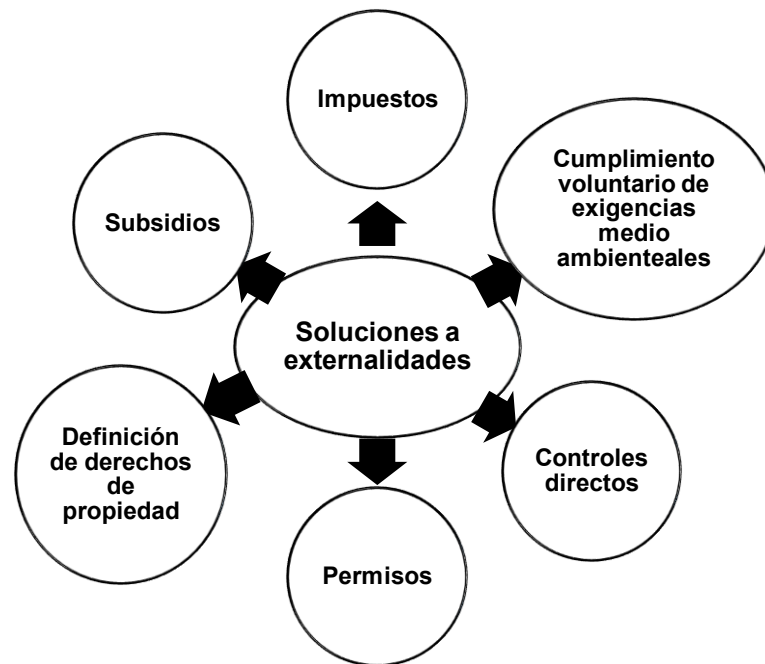 Impuestos
Cumplimiento
voluntario de
exigencias
medio
ambienteales
Subsidios
Soluciones a
externalidades
Definición
de derechos
de
propiedad
Controles
directos
Permisos